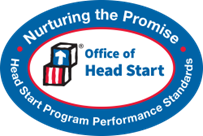 Nurturing the Promise
Office of
Head Start
Head Start Program Performance Standards